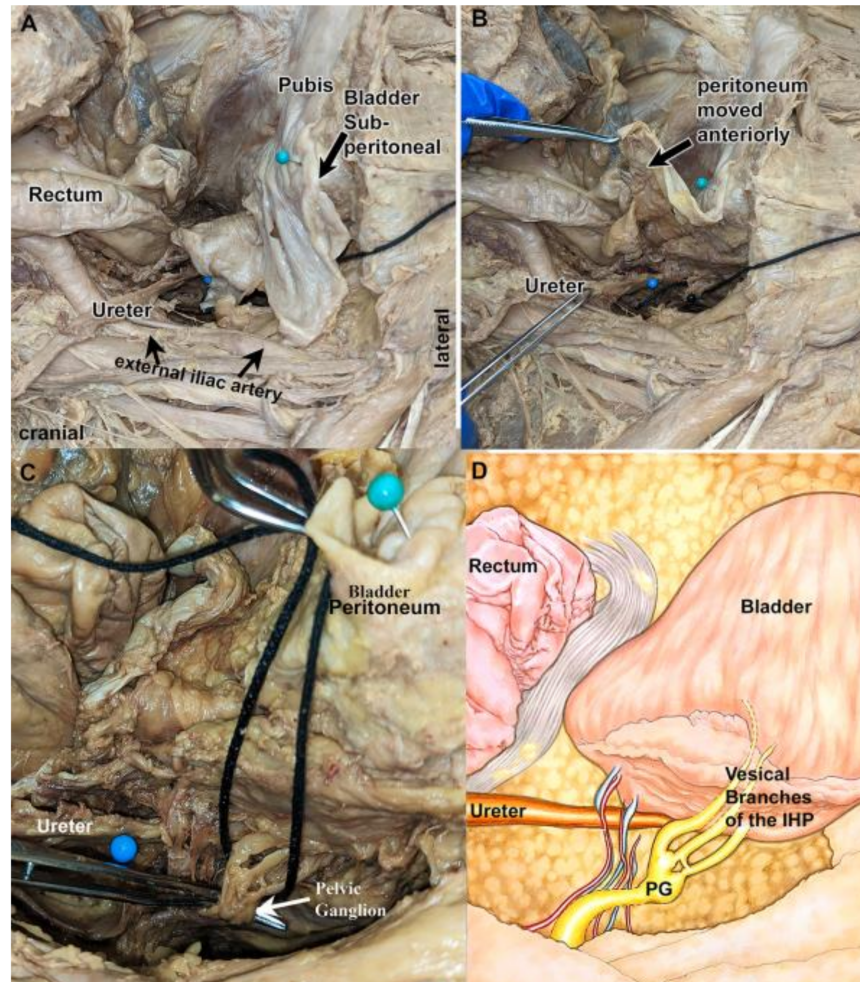 A
Pubis
Bladder
Sub-
peritoneal
Rectum
Ureter
external iliac artery
lateral
cranial
B
peritoneum
moved
anteriorly
Ureter
C
Bladder
Peritoneum
Ureter
Pelvic
Ganglion
D
Rectum
Bladder
Ureter
Vesical
Branches
of the IHP
PG